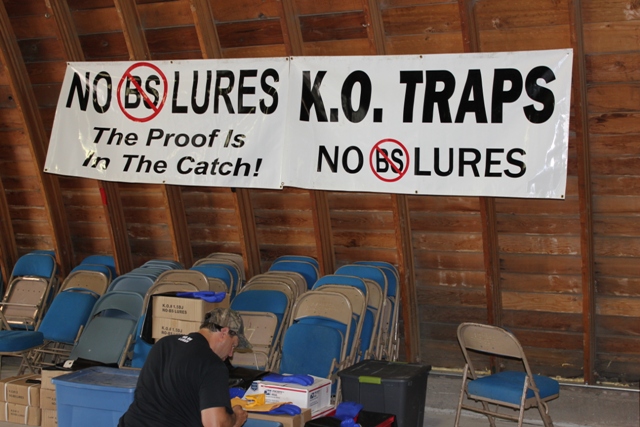 NO BS LURES
The Proof Is
In The Catch!
K.O. TRAPS
NO BS LURES